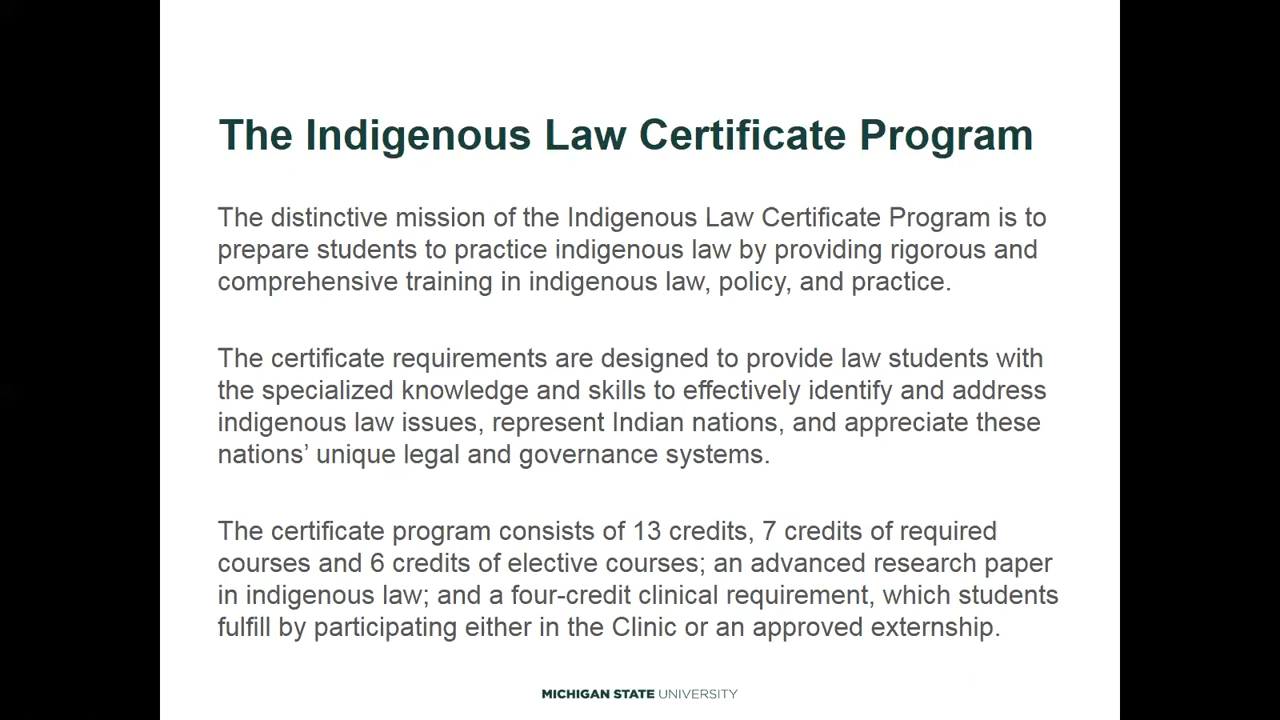 The Indigenous Law Certificate Program
The distinctive mission of the Indigenous Law Certificate Program is to
prepare students to practice indigenous law by providing rigorous and
comprehensive training in indigenous law, policy, and practice.
The certificate requirements are designed to provide law students with
the specialized knowledge and skills to effectively identify and address
indigenous law issues, represent Indian nations, and appreciate these
nations’ unique legal and governance systems.
The certificate program consists of 13 credits, 7 credits of required
courses and 6 credits of elective courses; an advanced research paper
in indigenous law; and a four-credit clinical requirement, which students
fulfill by participating either in the Clinic or an approved externship.
MICHIGAN STATE UNIVERSITY